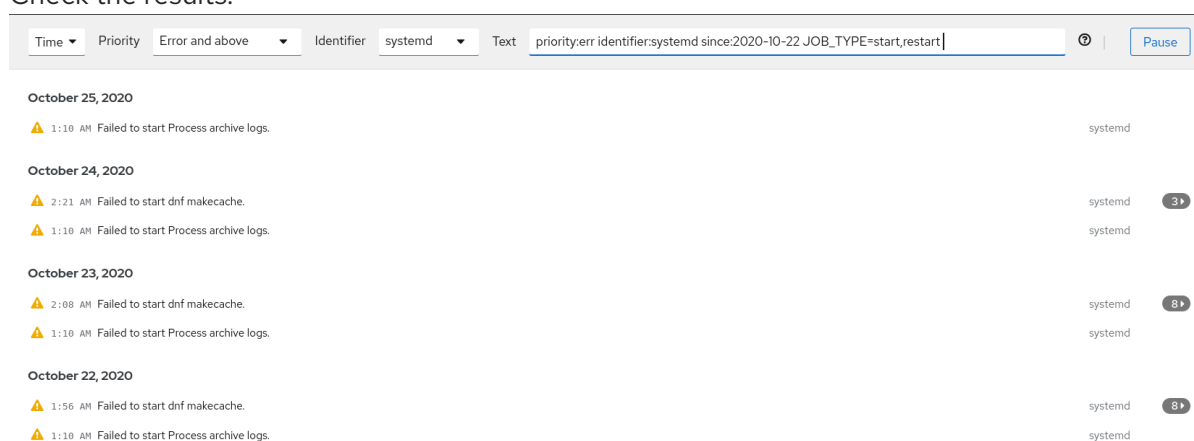 Check the results.
Time Priority Error and above Identifier systemd Text priority:err identifier:systemd since:2020-10-22 JOB_TYPE=start,restart Pause
October 25, 2020
1:10 AM Failed to start Process archive logs. systemd
October 24, 2020
2:21 AM Failed to start dnf makecache. systemd 3
1:10 AM Failed to start Process archive logs. systemd
October 23, 2020
2:08 AM Failed to start dnf makecache. systemd 8
1:10 AM Failed to start Process archive logs. systemd
October 22, 2020
1:56 AM Failed to start dnf makecache. systemd 8
1:10 AM Failed to start Process archive logs. systemd